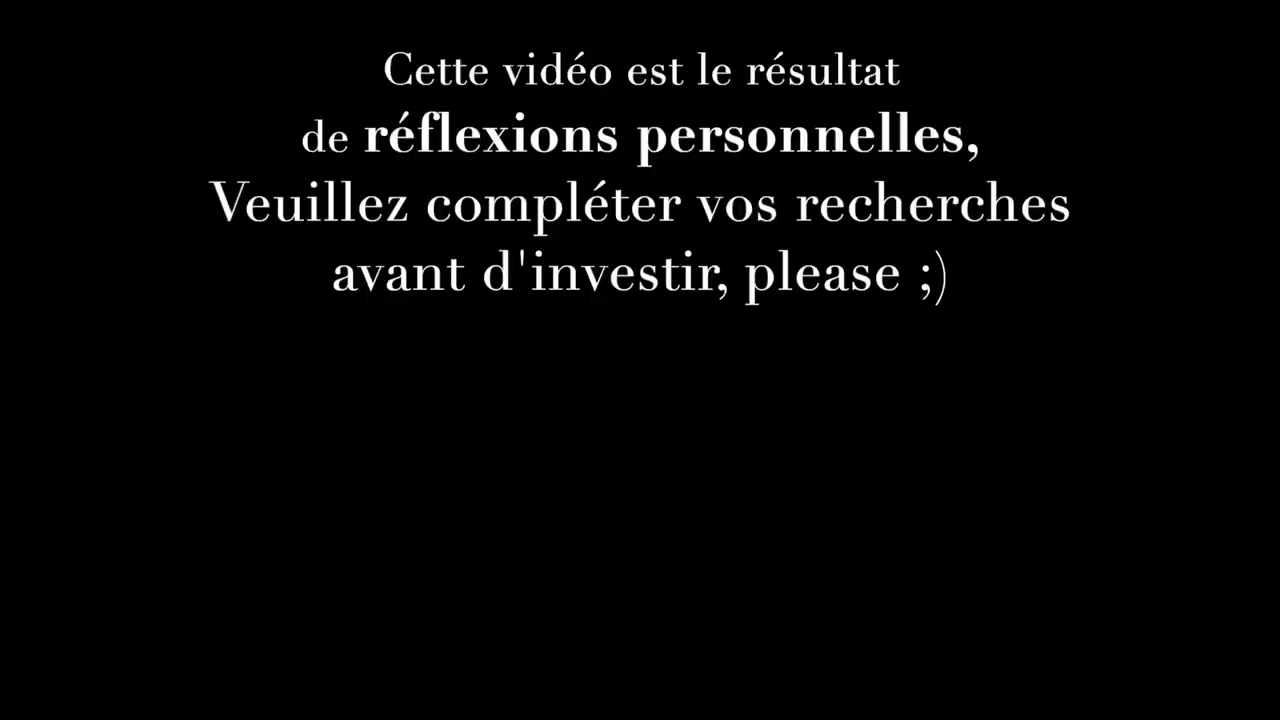 Cette vidéo est le résultat
de réflexions personnelles,
Veuillez compléter vos recherches
avant d'investir, please ;)